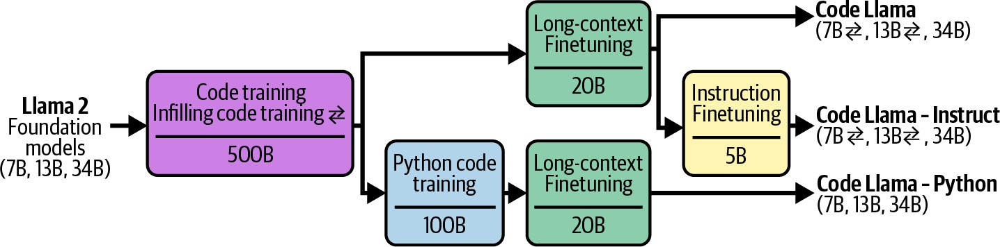 Llama 2
Foundation
models
(7B, 13B, 34B)
Code training
Infilling code training ⇄
500B
Python code
training
100B
Long-context
Finetuning
20B
Long-context
Finetuning
20B
Instruction
Finetuning
5B
Code Llama
(7B⇄, 13B⇄, 34B)
Code Llama – Instruct
(7B⇄, 13B⇄, 34B)
Code Llama – Python
(7B, 13B, 34B)